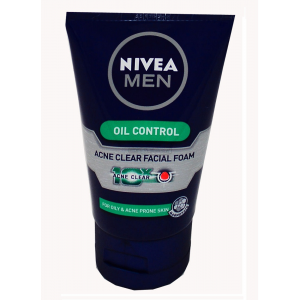 NIVEA
MEN
OIL CONTROL
ACNE CLEAR FACIAL FOAM
10X
ACNE CLEAR
FOR OILY & ACNE PRONE SKIN